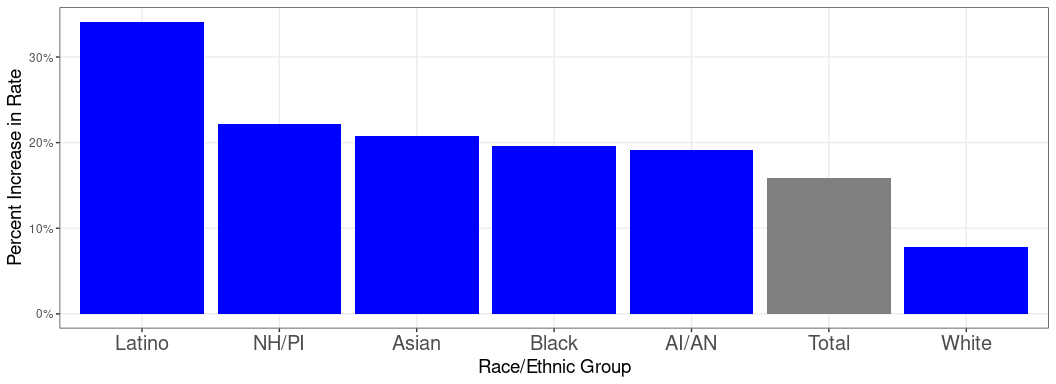 Percent Increase in Rate
30%
20%
10%
0%
Latino NH/PI Asian Black AI/AN Total White
Race/Ethnic Group